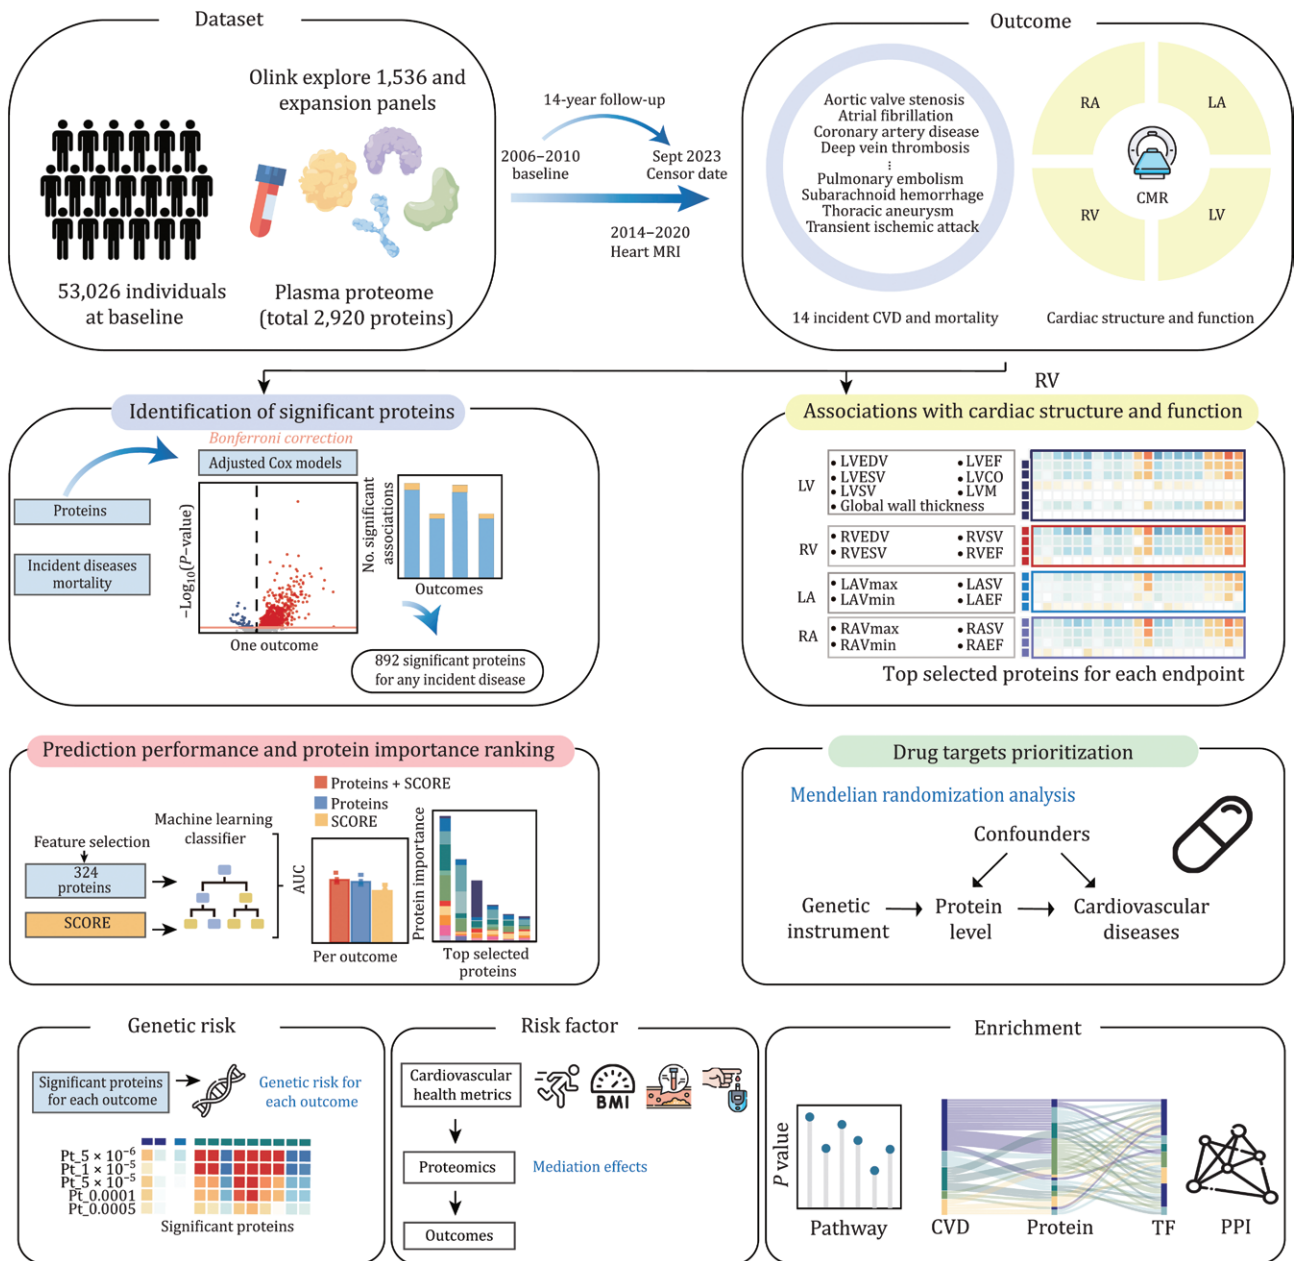 Dataset
Olink explore 1,536 and
expansion panels
53,026 individuals
at baseline
Plasma proteome
(total 2,920 proteins)
14-year follow-up
2006–2010
baseline
Sept 2023
Censor date
2014–2020
Heart MRI
Outcome
Aortic valve stenosis
Atrial fibrillation
Coronary artery disease
Deep vein thrombosis
⋮
Pulmonary embolism
Subarachnoid hemorrhage
Thoracic aneurysm
Transient ischemic attack
14 incident CVD and mortality
RA
LA
CMR
RV
LV
Cardiac structure and function
RV
Identification of significant proteins
Bonferroni correction
Adjusted Cox models
Proteins
Incident diseases
mortality
−Log10(P−value)
One outcome
No. significant
associations
Outcomes
892 significant proteins
for any incident disease
Associations with cardiac structure and function
LV
• LVEDV
• LVEF
• LVESV
• LVCO
• LVSV
• LVM
• Global wall thickness
RV
• RVEDV
• RVSV
• RVESV
• RVEF
LA
• LAVmax
• LASV
• LAVmin
• LAEF
RA
• RAVmax
• RASV
• RAVmin
• RAEF
Top selected proteins for each endpoint
Prediction performance and protein importance ranking
Feature selection
324
proteins
SCORE
Machine learning
classifier
Proteins + SCORE
Proteins
SCORE
AUC
Per outcome
Protein importance
Top selected
proteins
Drug targets prioritization
Mendelian randomization analysis
Confounders
Genetic
instrument
Protein
level
Cardiovascular
diseases
Genetic risk
Significant proteins
for each outcome
Genetic risk for
each outcome
Pt_5 × 10−6
Pt_1 × 10−5
Pt_5 × 10−5
Pt_0.0001
Pt_0.0005
Significant proteins
Risk factor
Cardiovascular
health metrics
BMI
Proteomics
Mediation effects
Outcomes
Enrichment
P value
Pathway
CVD
Protein
TF
PPI